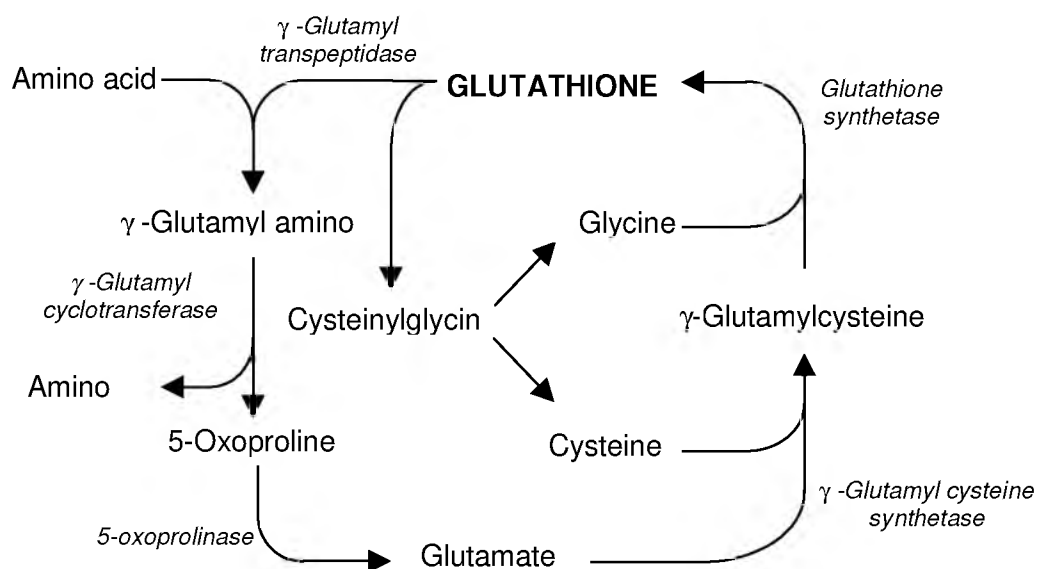 γ -Glutamyl
transpeptidase
Amino acid
GLUTATHIONE
Glutathione
synthetase
γ -Glutamyl amino
Glycine
γ -Glutamyl
cyclotransferase
Cysteinylglycin
γ-Glutamylcysteine
Amino
5-Oxoproline
Cysteine
γ -Glutamyl cysteine
synthetase
5-oxoprolinase
Glutamate